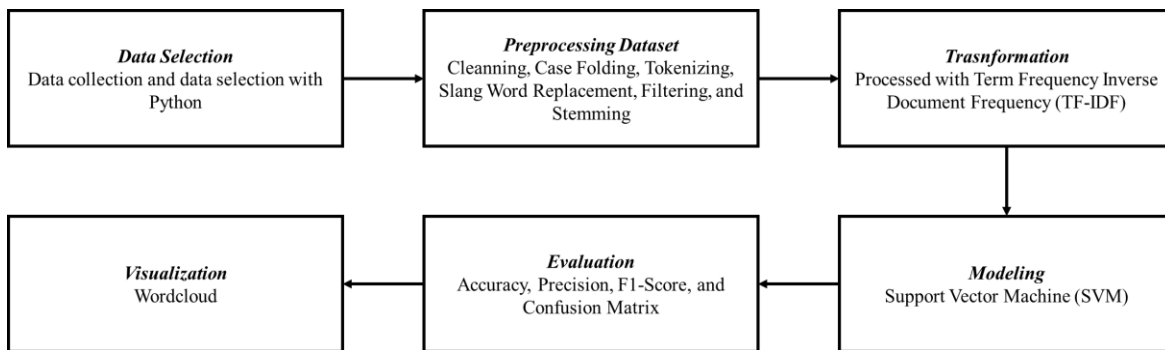 Data Selection
Data collection and data selection with
Python
Preprocessing Dataset
Cleanning, Case Folding, Tokenizing,
Slang Word Replacement, Filtering, and
Stemming
Trasnformation
Processed with Term Frequency Inverse
Document Frequency (TF-IDF)
Modeling
Support Vector Machine (SVM)
Evaluation
Accuracy, Precision, F1-Score, and
Confusion Matrix
Visualization
Wordcloud